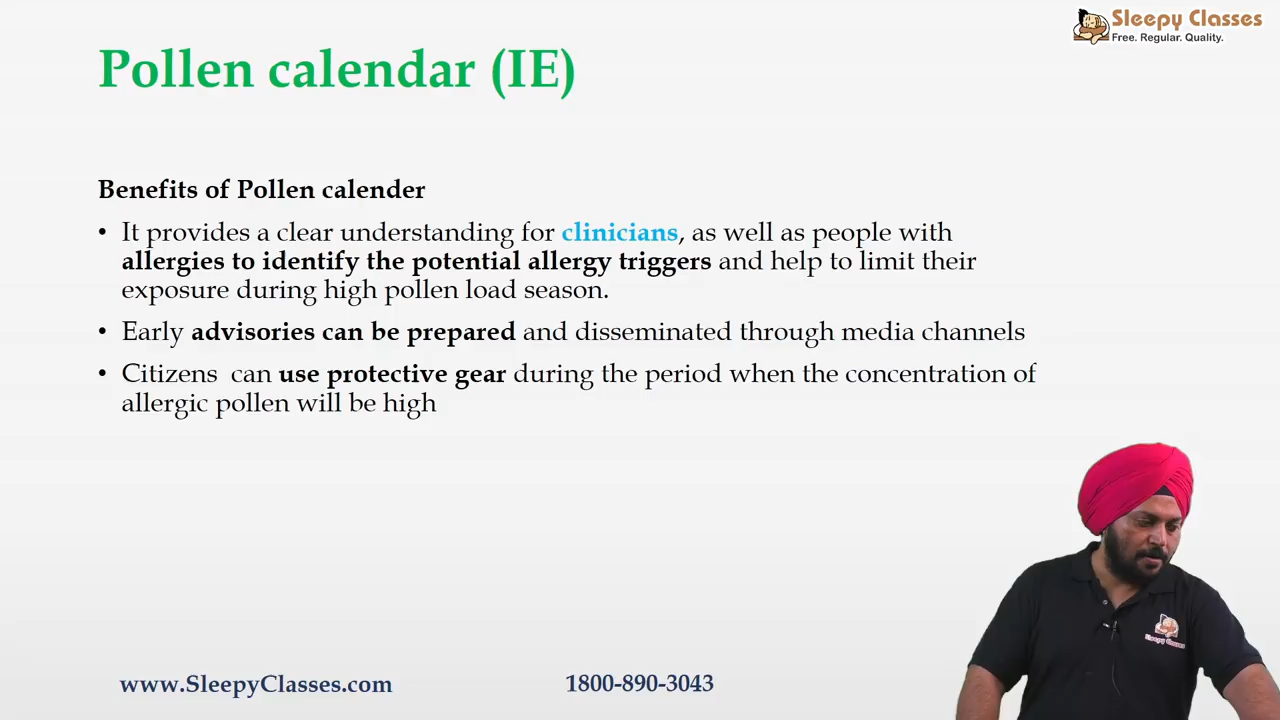 Sleepy Classes
Free. Regular. Quality.
Pollen calendar (IE)
Benefits of Pollen calender
• It provides a clear understanding for clinicians, as well as people with
allergies to identify the potential allergy triggers and help to limit their
exposure during high pollen load season.
• Early advisories can be prepared and disseminated through media channels
• Citizens can use protective gear during the period when the concentration of
allergic pollen will be high
Sleepy Classes
www.SleepyClasses.com
1800-890-3043